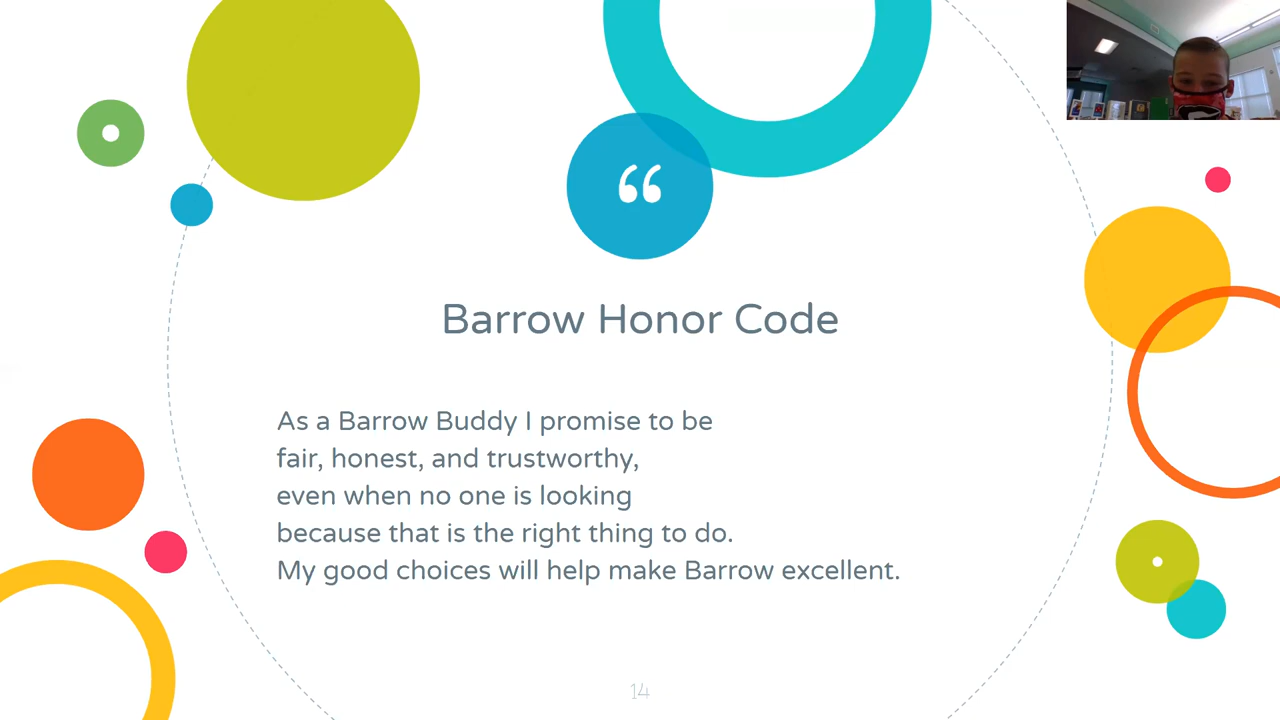 “
Barrow Honor Code
As a Barrow Buddy I promise to be
fair, honest, and trustworthy,
even when no one is looking
because that is the right thing to do.
My good choices will help make Barrow excellent.
14